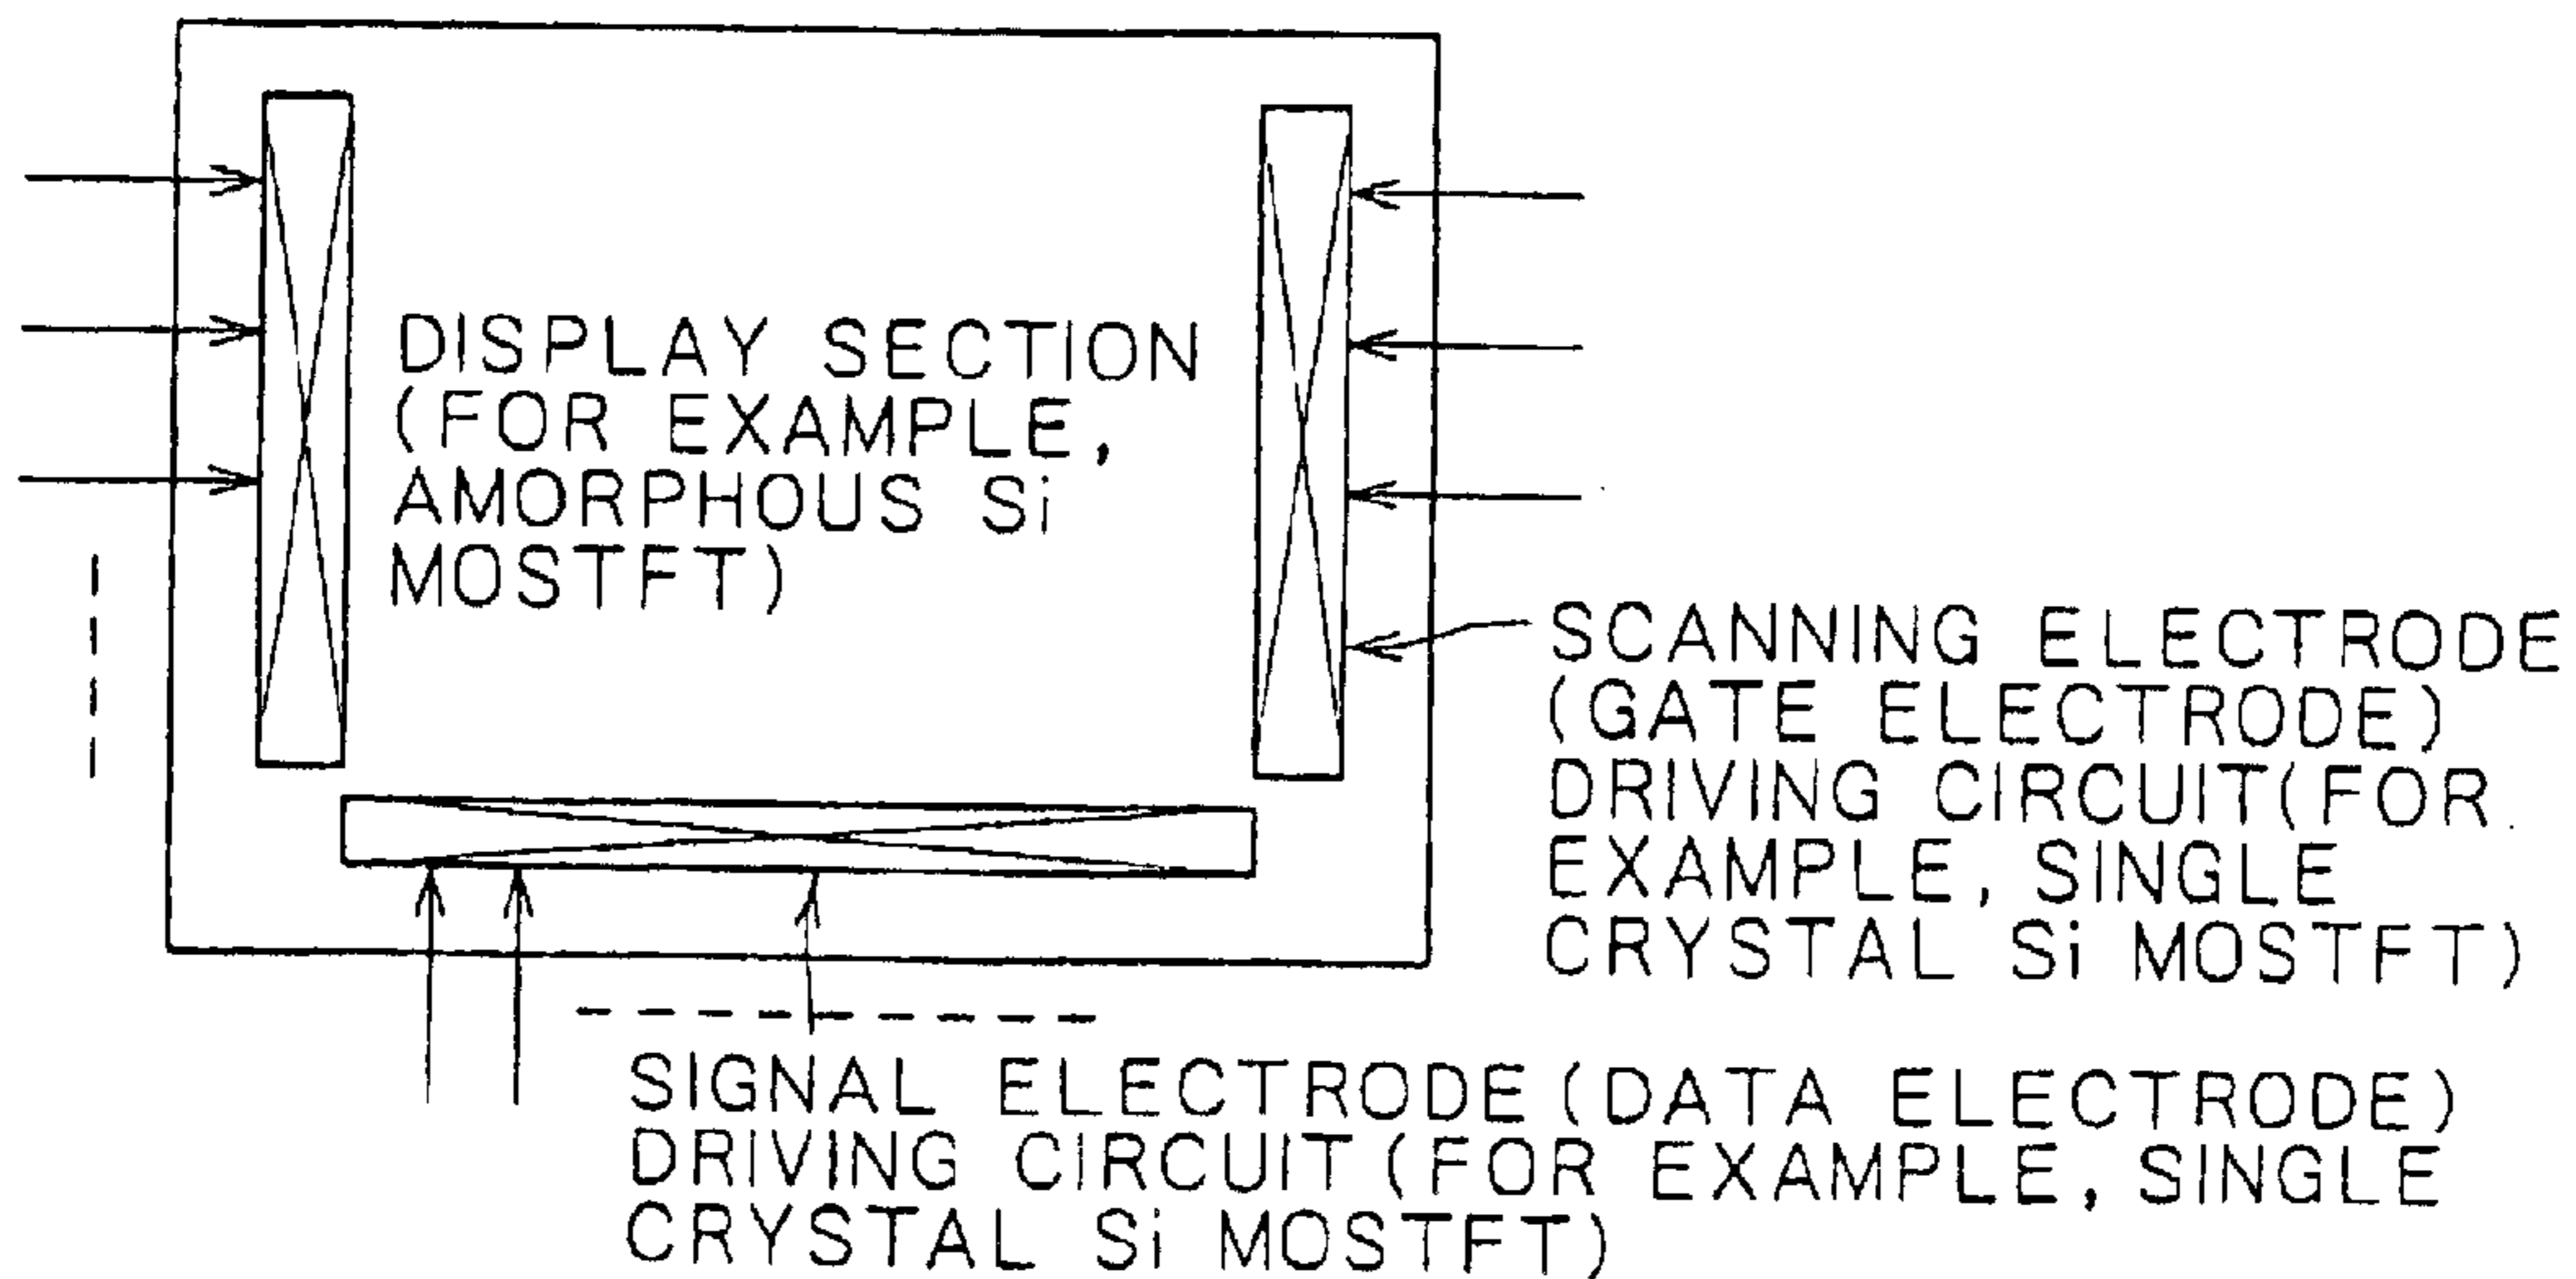 DISPLAY SECTION
(FOR EXAMPLE,
AMORPHOUS Si
MOSTFT)
SCANNING ELECTRODE
(GATE ELECTRODE)
DRIVING CIRCUIT(FOR
EXAMPLE, SINGLE
CRYSTAL Si MOSTFT)
SIGNAL ELECTRODE(DATA ELECTRODE)
DRIVING CIRCUIT(FOR EXAMPLE, SINGLE
CRYSTAL Si MOSTFT)